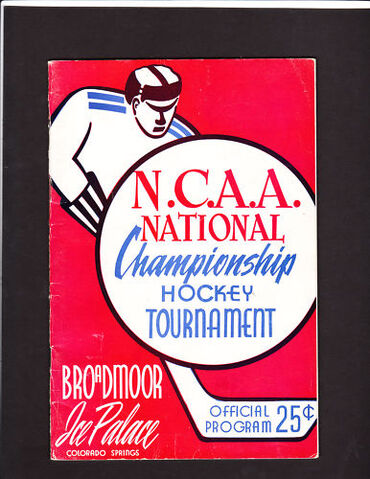 N.C.A.A.
NATIONAL
Championship
HOCKEY
TOURNAMENT
BROADMOOR
Ice Palace
COLORADO SPRINGS
OFFICIAL
PROGRAM 25¢